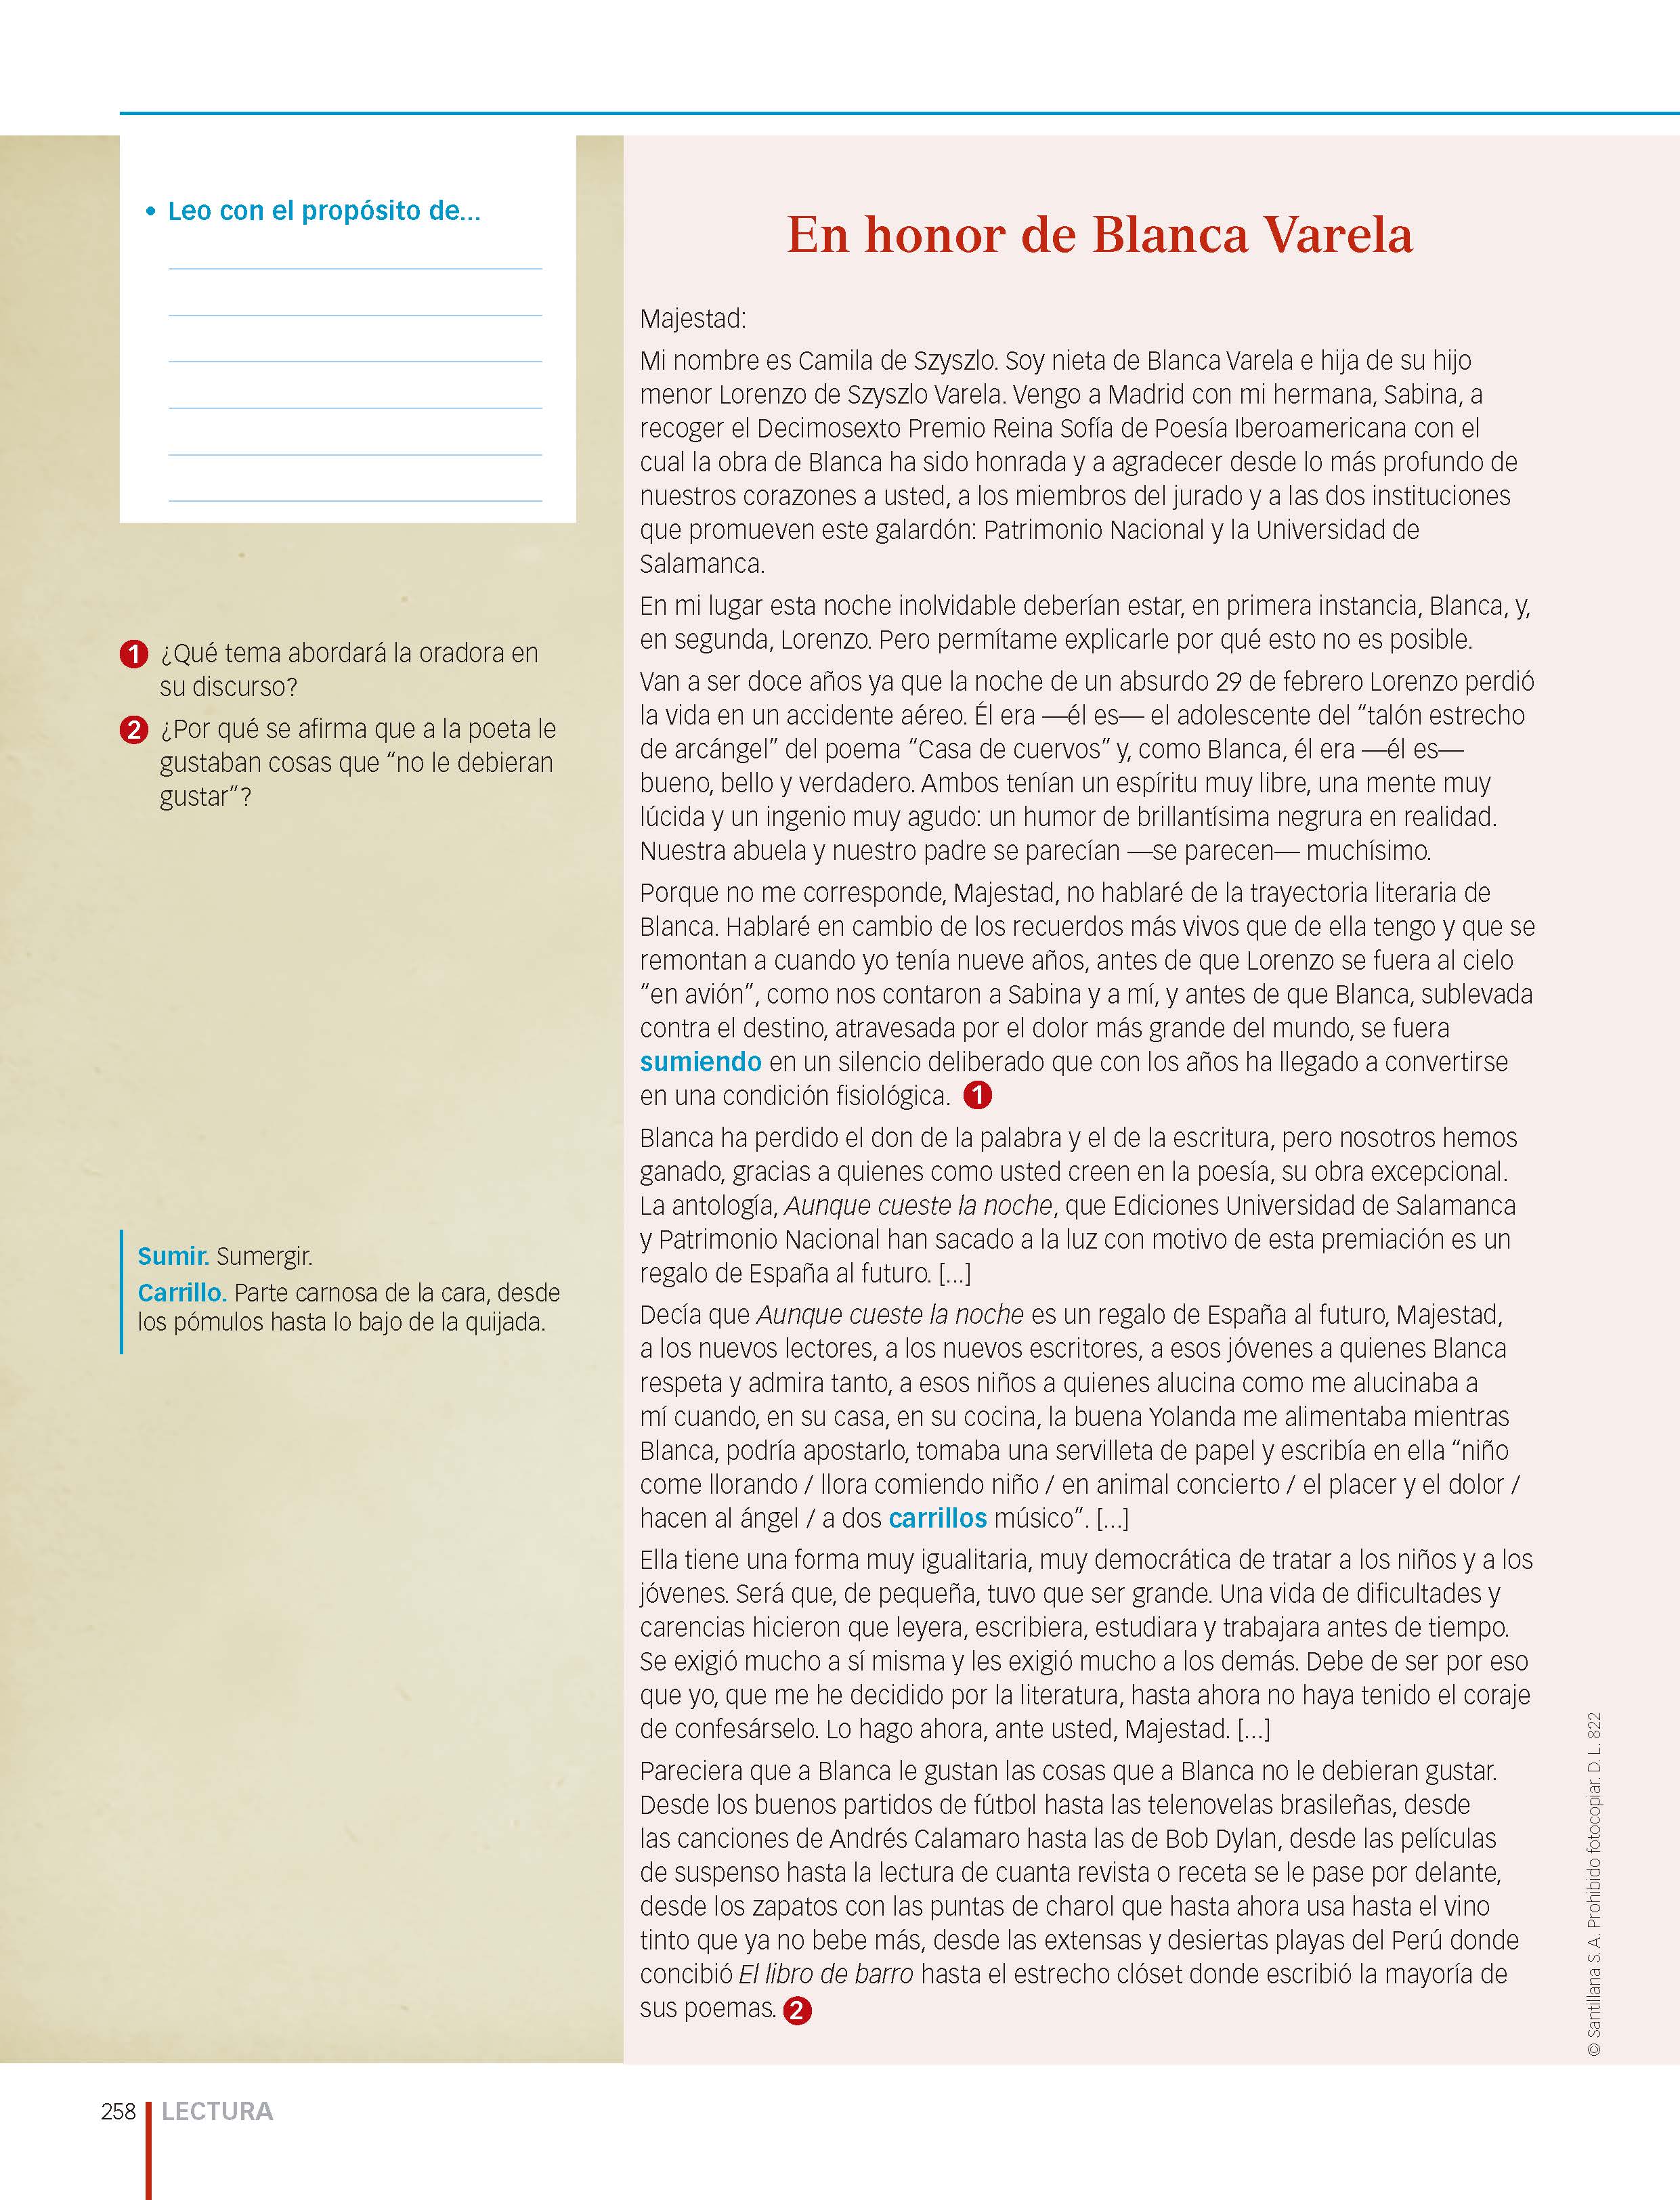 • Leo con el propósito de...
1 ¿Qué tema abordará la oradora en
su discurso?
2 ¿Por qué se afirma que a la poeta le
gustaban cosas que “no le debieran
gustar”?
Sumir. Sumergir.
Carrillo. Parte carnosa de la cara, desde
los pómulos hasta lo bajo de la quijada.
En honor de Blanca Varela
Majestad:
Mi nombre es Camila de Szyszlo. Soy nieta de Blanca Varela e hija de su hijo
menor Lorenzo de Szyszlo Varela. Vengo a Madrid con mi hermana, Sabina, a
recoger el Decimosexto Premio Reina Sofía de Poesía Iberoamericana con el
cual la obra de Blanca ha sido honrada y a agradecer desde lo más profundo de
nuestros corazones a usted, a los miembros del jurado y a las dos instituciones
que promueven este galardón: Patrimonio Nacional y la Universidad de
Salamanca.
En mi lugar esta noche inolvidable deberían estar, en primera instancia, Blanca, y,
en segunda, Lorenzo. Pero permítame explicarle por qué esto no es posible.
Van a ser doce años ya que la noche de un absurdo 29 de febrero Lorenzo perdió
la vida en un accidente aéreo. Él era —él es— el adolescente del “talón estrecho
de arcángel” del poema “Casa de cuervos” y, como Blanca, él era —él es—
bueno, bello y verdadero. Ambos tenían un espíritu muy libre, una mente muy
lúcida y un ingenio muy agudo: un humor de brillantísima negrura en realidad.
Nuestra abuela y nuestro padre se parecían —se parecen— muchísimo.
Porque no me corresponde, Majestad, no hablaré de la trayectoria literaria de
Blanca. Hablaré en cambio de los recuerdos más vivos que de ella tengo y que se
remontan a cuando yo tenía nueve años, antes de que Lorenzo se fuera al cielo
“en avión”, como nos contaron a Sabina y a mí, y antes de que Blanca, sublevada
contra el destino, atravesada por el dolor más grande del mundo, se fuera
sumiendo en un silencio deliberado que con los años ha llegado a convertirse
en una condición fisiológica. 1
Blanca ha perdido el don de la palabra y el de la escritura, pero nosotros hemos
ganado, gracias a quienes como usted creen en la poesía, su obra excepcional.
La antología, Aunque cueste la noche, que Ediciones Universidad de Salamanca
y Patrimonio Nacional han sacado a la luz con motivo de esta premiación es un
regalo de España al futuro. [...]
Decía que Aunque cueste la noche es un regalo de España al futuro, Majestad,
a los nuevos lectores, a los nuevos escritores, a esos jóvenes a quienes Blanca
respeta y admira tanto, a esos niños a quienes alucina como me alucinaba a
mí cuando, en su casa, en su cocina, la buena Yolanda me alimentaba mientras
Blanca, podría apostarlo, tomaba una servilleta de papel y escribía en ella “niño
come llorando / llora comiendo niño / en animal concierto / el placer y el dolor /
hacen al ángel / a dos carrillos músico”. [...]
Ella tiene una forma muy igualitaria, muy democrática de tratar a los niños y a los
jóvenes. Será que, de pequeña, tuvo que ser grande. Una vida de dificultades y
carencias hicieron que leyera, escribiera, estudiara y trabajara antes de tiempo.
Se exigió mucho a sí misma y les exigió mucho a los demás. Debe de ser por eso
que yo, que me he decidido por la literatura, hasta ahora no haya tenido el coraje
de confesárselo. Lo hago ahora, ante usted, Majestad. [...]
Pareciera que a Blanca le gustan las cosas que a Blanca no le debieran gustar.
Desde los buenos partidos de fútbol hasta las telenovelas brasileñas, desde
las canciones de Andrés Calamaro hasta las de Bob Dylan, desde las películas
de suspenso hasta la lectura de cuanta revista o receta se le pase por delante,
desde los zapatos con las puntas de charol que hasta ahora usa hasta el vino
tinto que ya no bebe más, desde las extensas y desiertas playas del Perú donde
concibió El libro de barro hasta el estrecho clóset donde escribió la mayoría de
sus poemas. 2
© Santillana S. A. Prohibido fotocopiar. D. L. 822
258 LECTURA